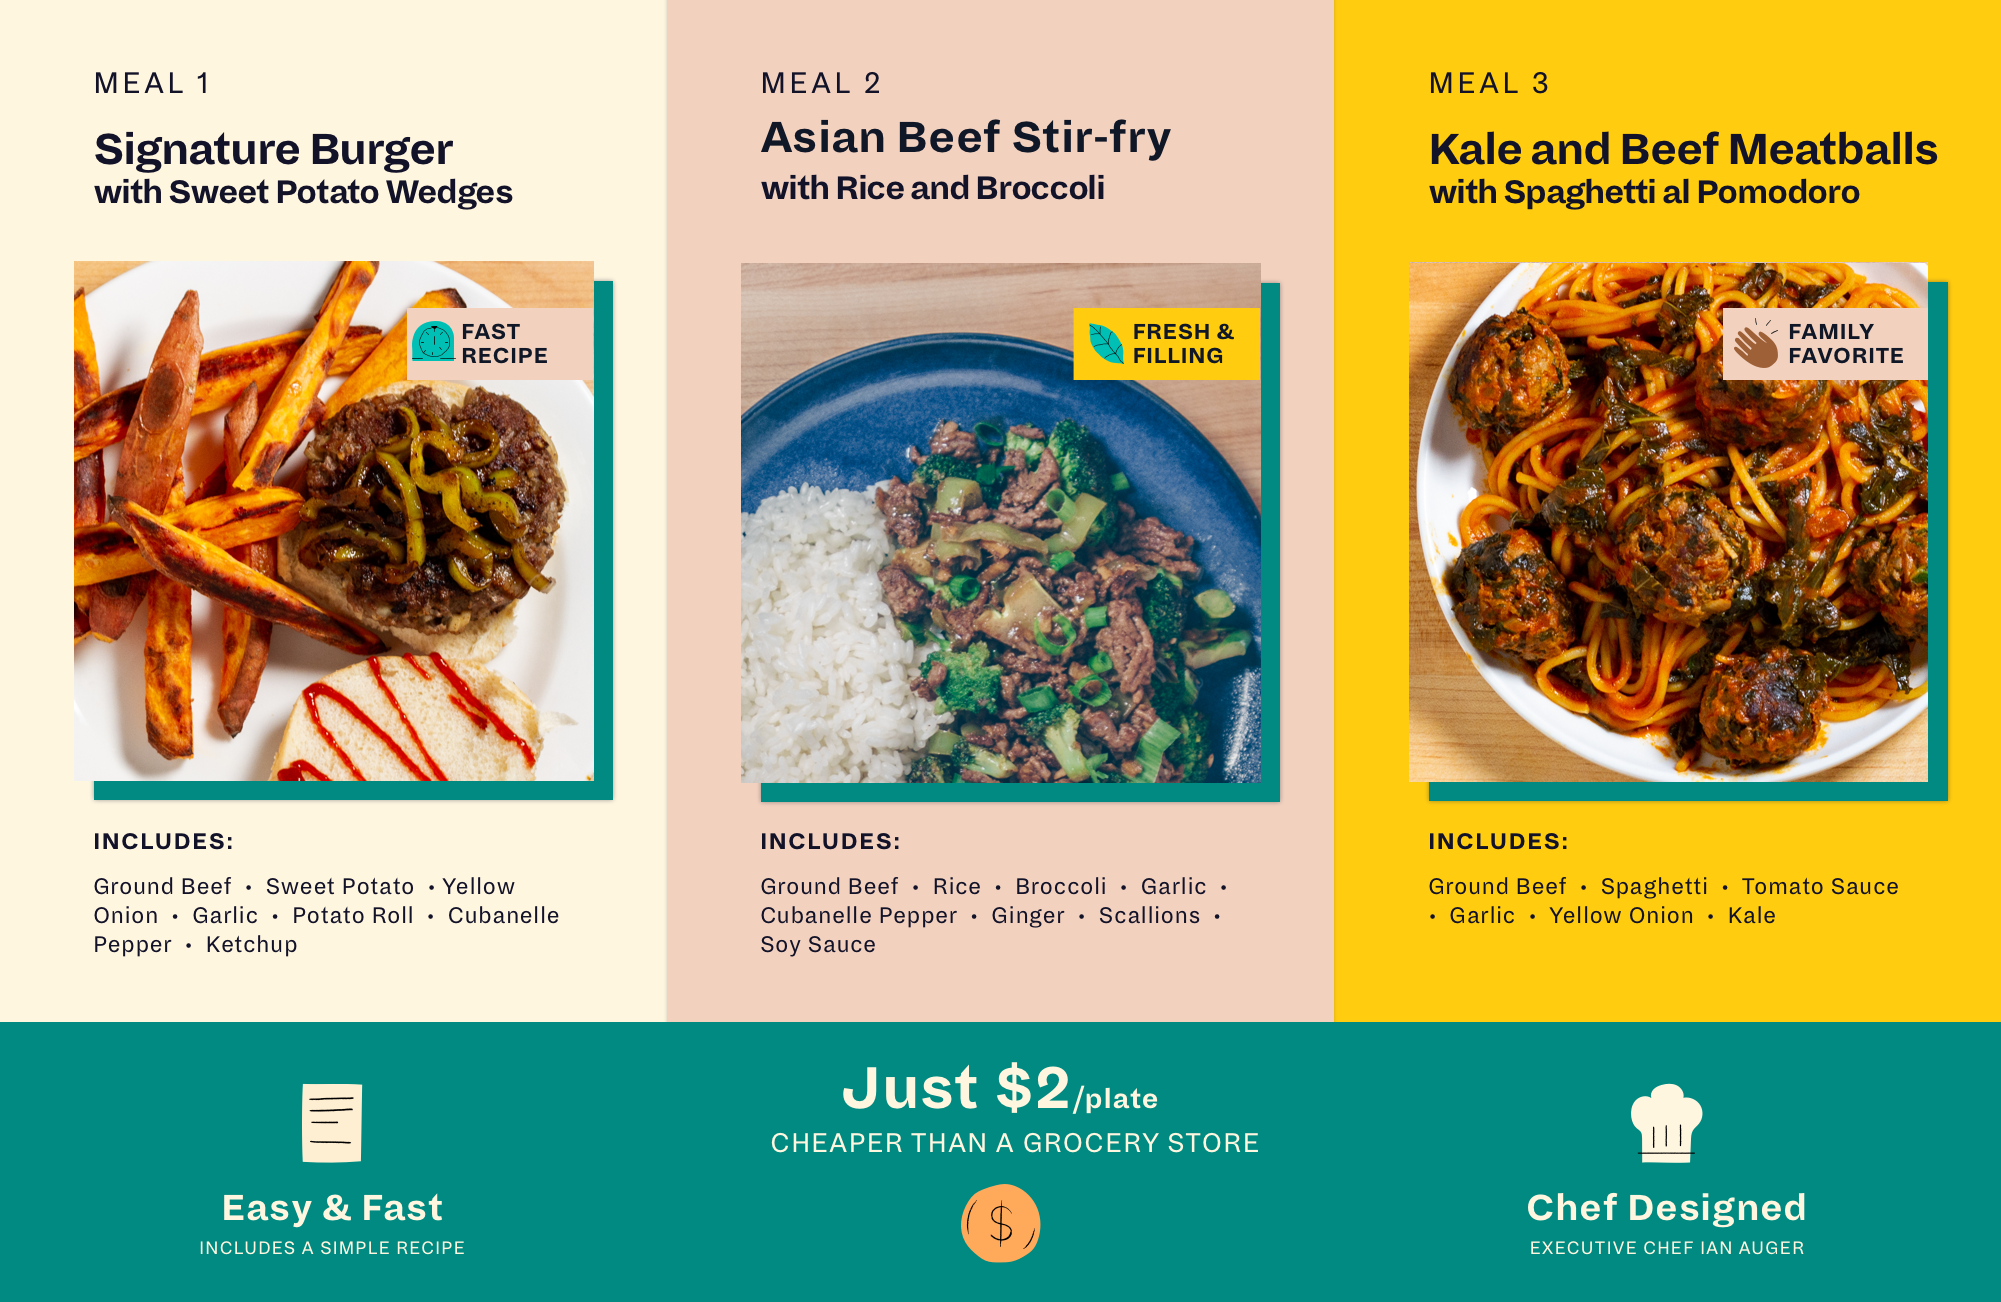 MEAL 1
Signature Burger
with Sweet Potato Wedges
FAST
RECIPE
INCLUDES:
Ground Beef • Sweet Potato • Yellow
Onion • Garlic • Potato Roll • Cubanelle
Pepper • Ketchup
MEAL 2
Asian Beef Stir-fry
with Rice and Broccoli
FRESH &
FILLING
INCLUDES:
Ground Beef • Rice • Broccoli • Garlic •
Cubanelle Pepper • Ginger • Scallions •
Soy Sauce
MEAL 3
Kale and Beef Meatballs
with Spaghetti al Pomodoro
FAMILY
FAVORITE
INCLUDES:
Ground Beef • Spaghetti • Tomato Sauce
• Garlic • Yellow Onion • Kale
Easy & Fast
INCLUDES A SIMPLE RECIPE
Just $2/plate
CHEAPER THAN A GROCERY STORE
$
Chef Designed
EXECUTIVE CHEF IAN AUGER